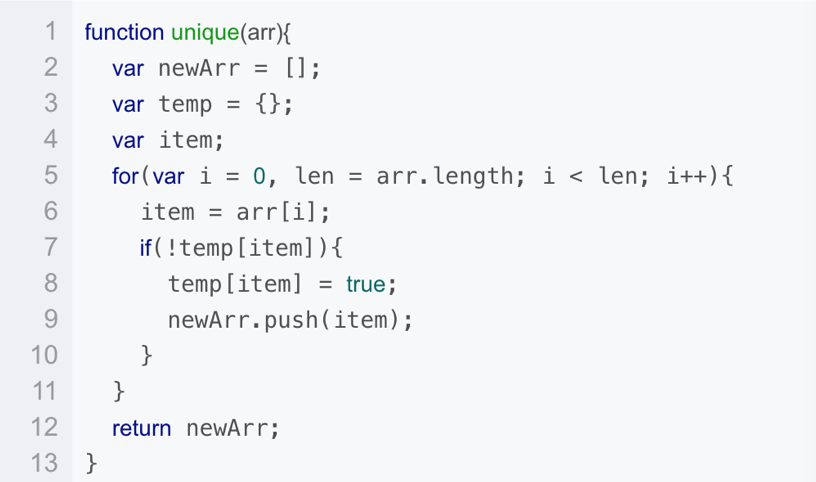 1 function unique(arr){
2 var newArr = [];
3 var temp = {};
4 var item;
5 for(var i = 0, len = arr.length; i < len; i++){
6 item = arr[i];
7 if(!temp[item]){
8 temp[item] = true;
9 newArr.push(item);
10 }
11 }
12 return newArr;
13 }